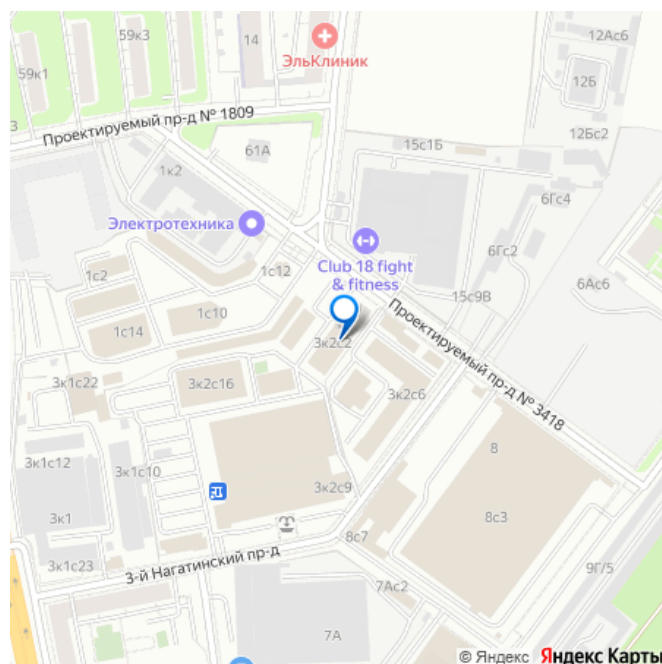 59к3
14
12Ас6
ЭльКлиник
59к1
12Б
Проектируемый пр-д № 1809
3
12Бс2
15с1Б
61А
1к2
6Гс4
Электротехника
6Гс2
Club 18 fight
& fitness
1с12
1с2
6Ас6
15с9В
1с10
1с14
Проектируемый пр-д № 3418
3к2с2
3к1с22
3к2с16
3к2с6
8
3к1с12
3к1с10
3к2с9
8с3
3к1
8с7
3-й Нагатинский пр-д
3к1с23
9Г/5
7Ас2
7А
© Яндекс Яндекс Карты